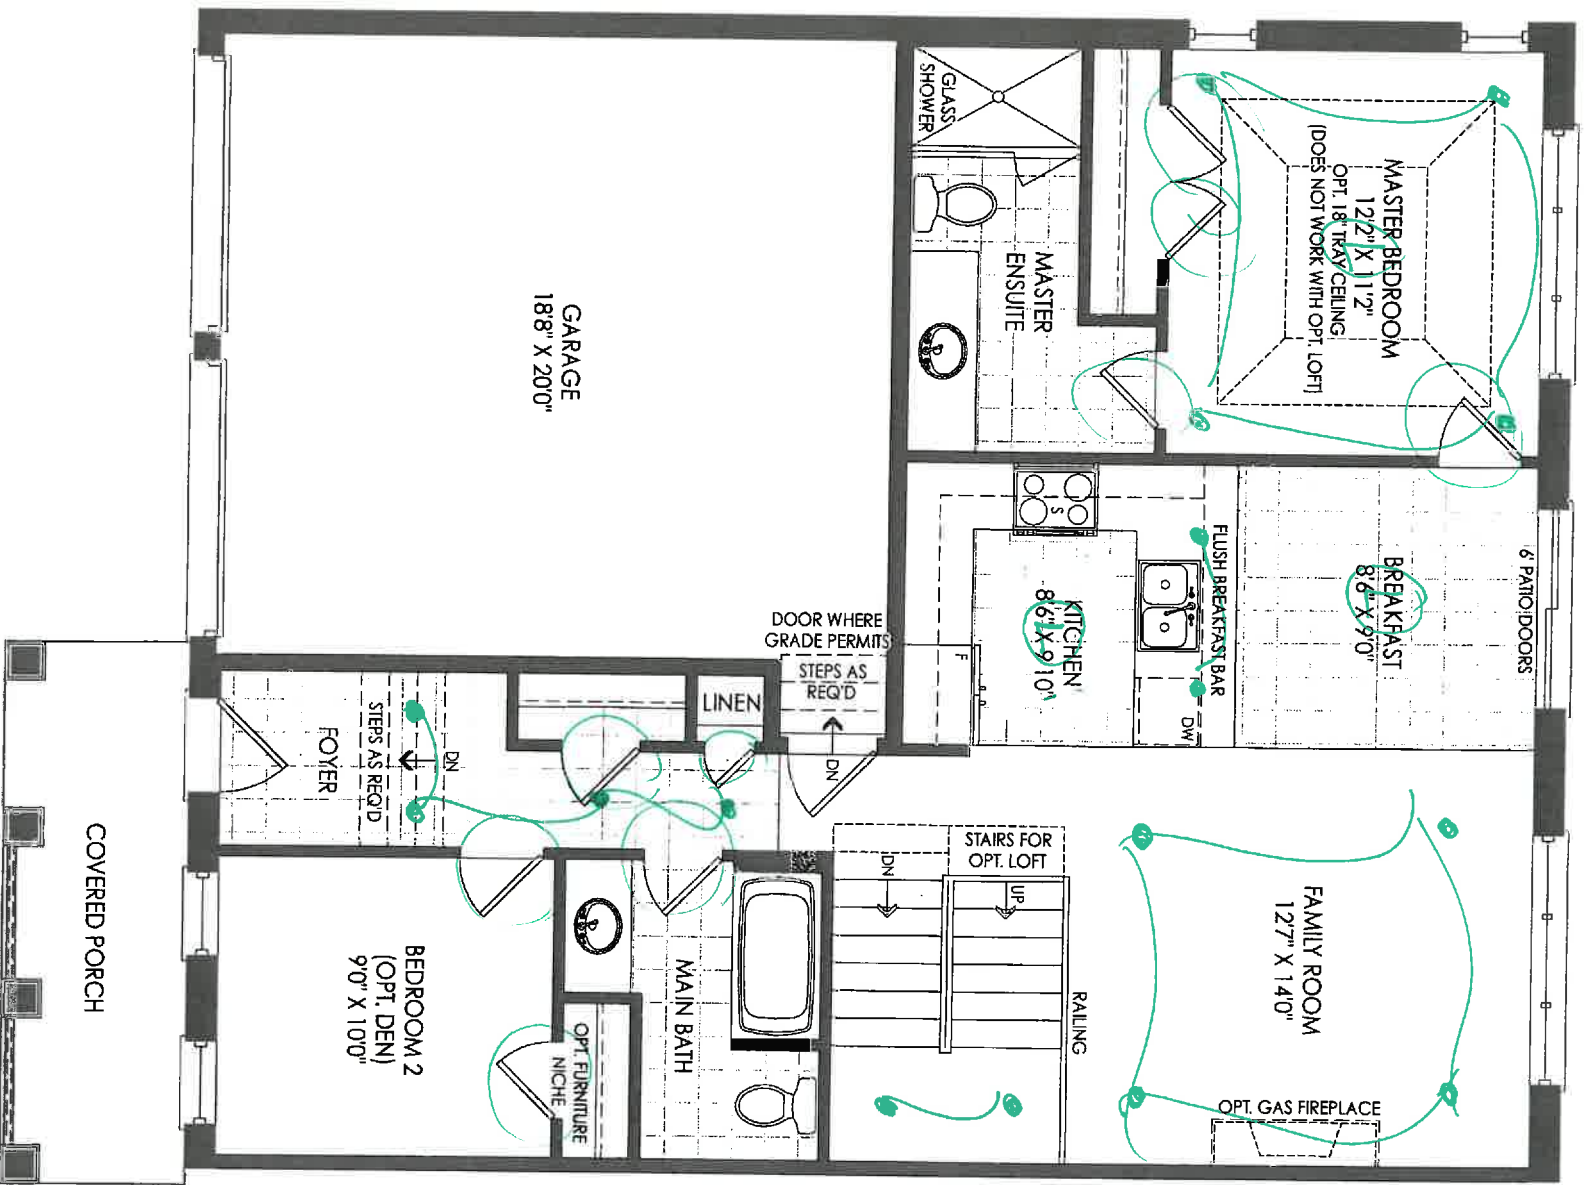 GLASS
SHOWER
MASTER
ENSUITE
MASTER BEDROOM
12'2" X 11'2"
OPT. 18" TRAY CEILING
(DOES NOT WORK WITH OPT. LOFT)
GARAGE
18'8" X 20'0"
6' PATIO DOORS
BREAKFAST
8'6" X 9'0"
FLUSH BREAKFAST BAR
KITCHEN
8'6" X 9'10"
S
F
DW
DOOR WHERE
GRADE PERMITS
STEPS AS
REQ'D
DN
LINEN
FOYER
STEPS AS REQ'D
DN
STAIRS FOR
OPT. LOFT
DN
UP
RAILING
FAMILY ROOM
12'7" X 14'0"
OPT. GAS FIREPLACE
COVERED PORCH
BEDROOM 2
(OPT. DEN)
9'0" X 10'0"
MAIN BATH
OPT. FURNITURE
NICHE